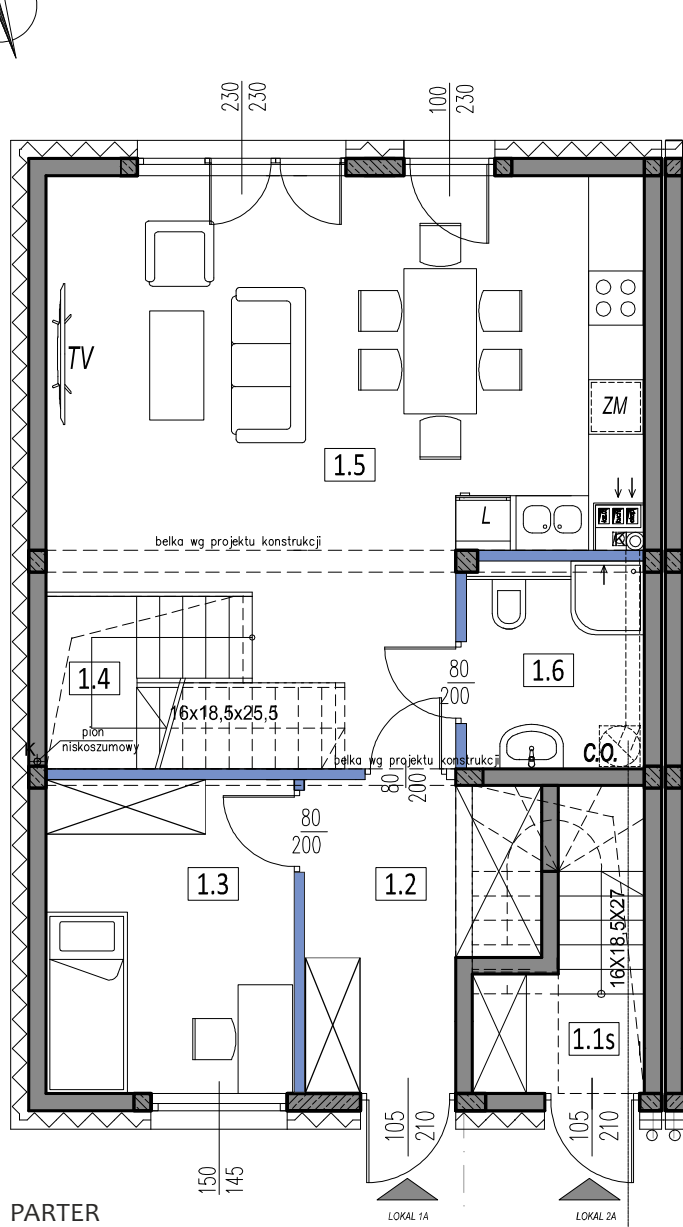 230
230
100
230
TV
ZM
1.5
L
K
belka wg projektu konstrukcji
1.4
1.6
80
200
16x18,5x25,5
pion
niskoszumowy
K
C.O.
belka wg projektu konstrukcji
80
200
80
200
1.3
1.2
16X18,5X27
1.1s
105
210
105
210
150
145
PARTER
LOKAL 1A
LOKAL 2A